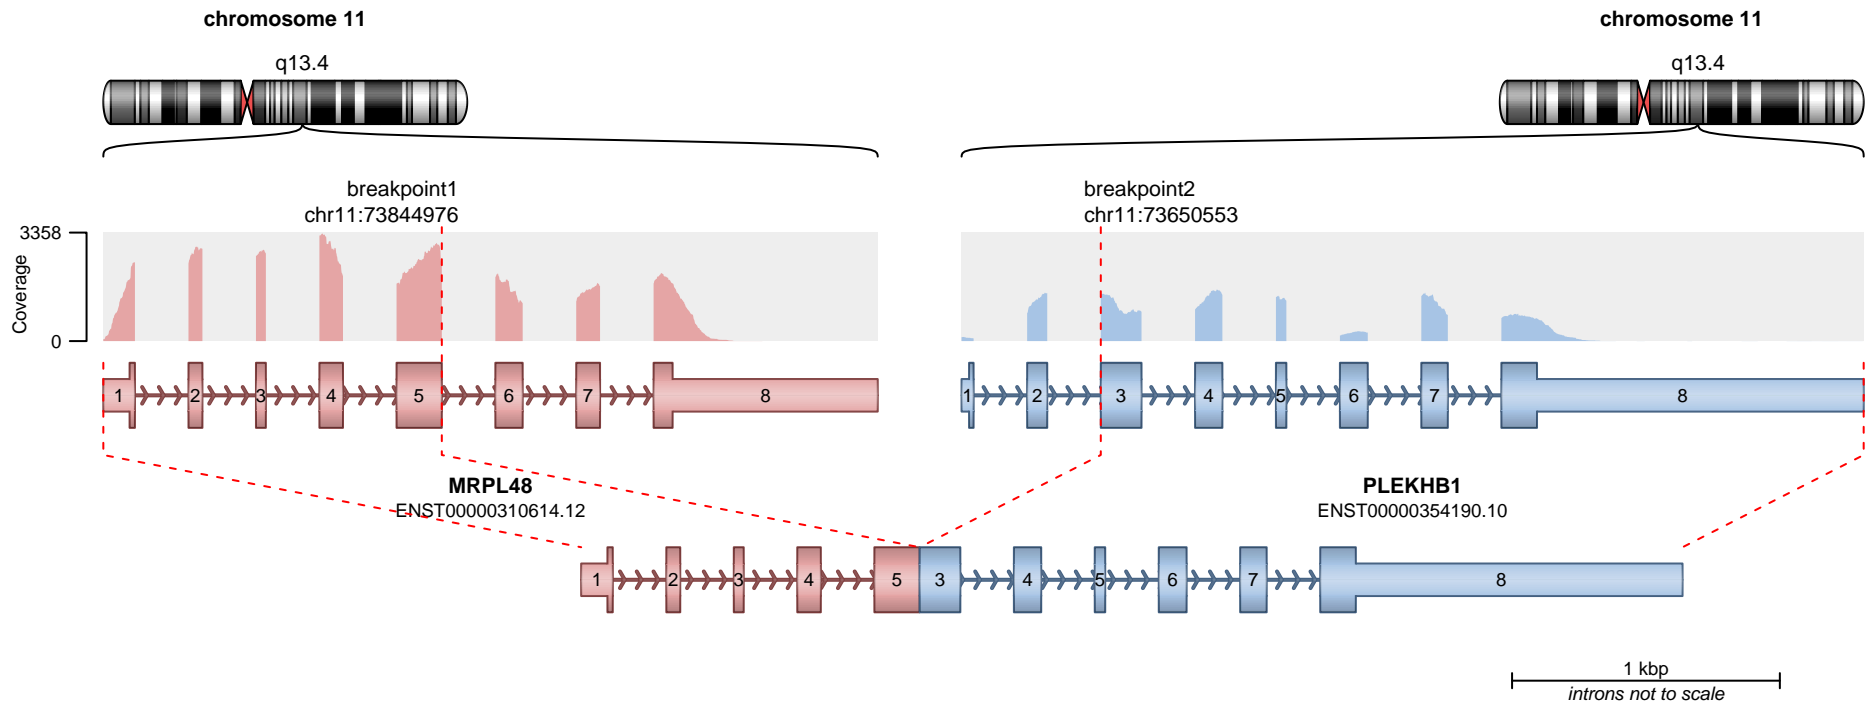 chromosome 11
chromosome 11
q13.4
q13.4
breakpoint1
chr11:73844976
breakpoint2
chr11:73650553
3358
Coverage
0
1 2 3 4 5 6 7 8
1 2 3 4 5 6 7 8
MRPL48
ENST00000310614.12
PLEKHB1
ENST00000354190.10
1 2 3 4 5 3 4 5 6 7 8
1 kbp
introns not to scale